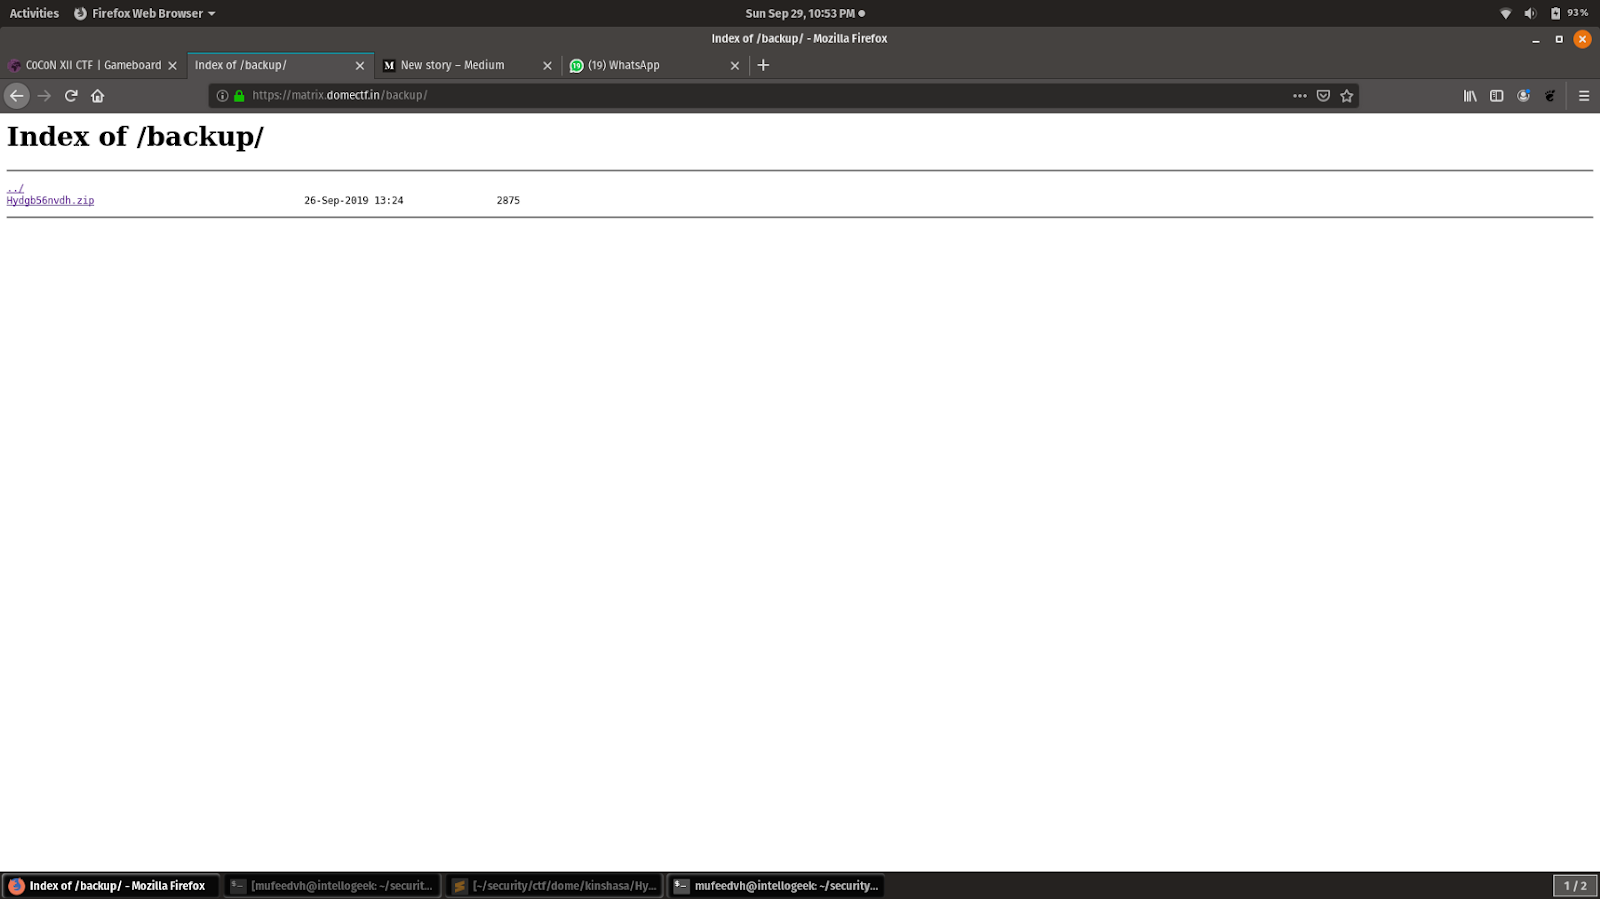 Activities Firefox Web Browser Sun Sep 29, 10:53 PM 93%
Index of /backup/ - Mozilla Firefox
C0C0N XII CTF | Gameboard Index of /backup/ M New story – Medium 19 (19) WhatsApp
https://matrix.domectf.in/backup/
Index of /backup/
../
Hydgb56nvdh.zip 26-Sep-2019 13:24 2875
Index of /backup/ - Mozilla Firefox [mufeedvh@intellogeek: ~/securit... [~/security/ctf/dome/kinshasa/Hy... mufeedvh@intellogeek: ~/security... 1 / 2